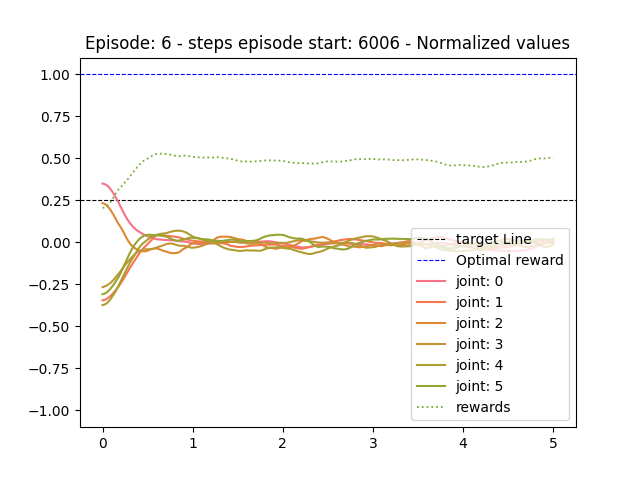 Episode: 6 - steps episode start: 6006 - Normalized values
1.00
0.75
0.50
0.25
0.00
−0.25
−0.50
−0.75
−1.00
target Line
Optimal reward
joint: 0
joint: 1
joint: 2
joint: 3
joint: 4
joint: 5
rewards
0 1 2 3 4 5